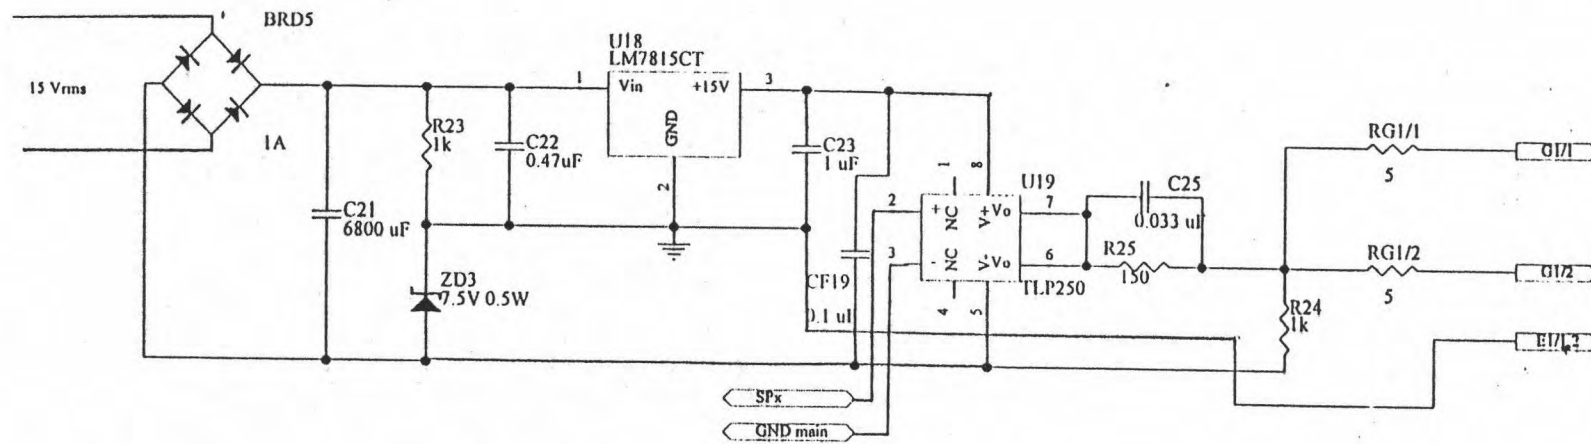 BRD5
15 Vrms
1A
C21
6800 uF
R23
1k
ZD3
7.5V 0.5W
C22
0.47uF
U18
LM7815CT
1
Vin
+15V
3
GND
2
C23
1 uF
CF19
0.1 uF
U19
1
8
2
+
NC
V+
Vo
7
3
-
NC
V-
Vo
6
4
5
TLP250
C25
0.033 uF
R25
150
R24
1k
RG1/1
5
RG1/2
5
G1/1
G1/2
E1/1,2
SPx
GND main